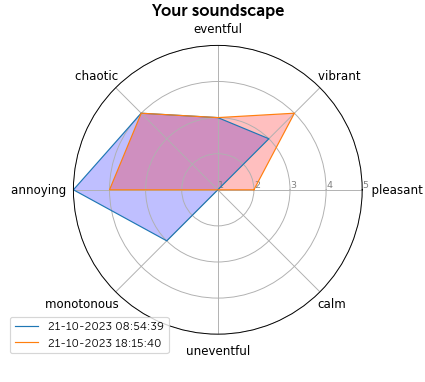 Your soundscape
eventful
chaotic
vibrant
annoying
1 2 3 4 5
pleasant
monotonous
calm
21-10-2023 08:54:39
21-10-2023 18:15:40
uneventful